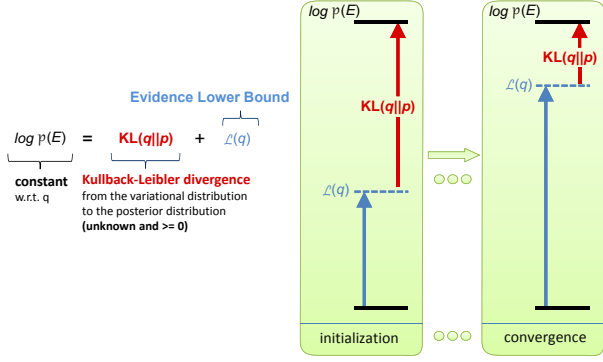 Evidence Lower Bound
log p(E) = KL(q||p) + ℒ(q)
constant
w.r.t. q
Kullback-Leibler divergence
from the variational distribution
to the posterior distribution
(unknown and >= 0)
log p(E)
KL(q||p)
ℒ(q)
initialization
log p(E)
KL(q||p)
ℒ(q)
convergence